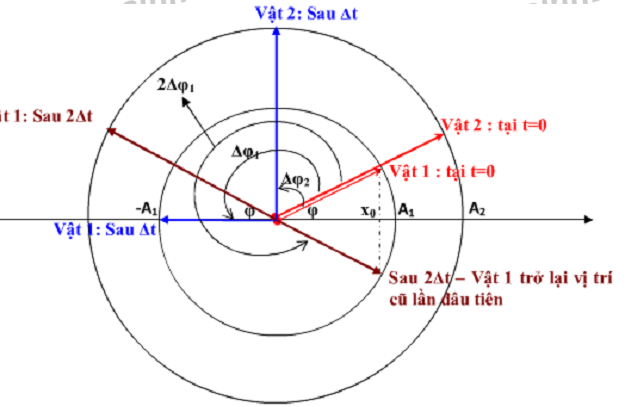 Vật 2: Sau Δt
2Δφ₁
t 1: Sau 2Δt
Vật 2 : tại t=0
Δφ₁
Vật 1 : tại t=0
Δφ₂
-A₁
φ
φ
x₀
A₁
A₂
Vật 1: Sau Δt
Sau 2Δt – Vật 1 trở lại vị trí
cũ lần đầu tiên